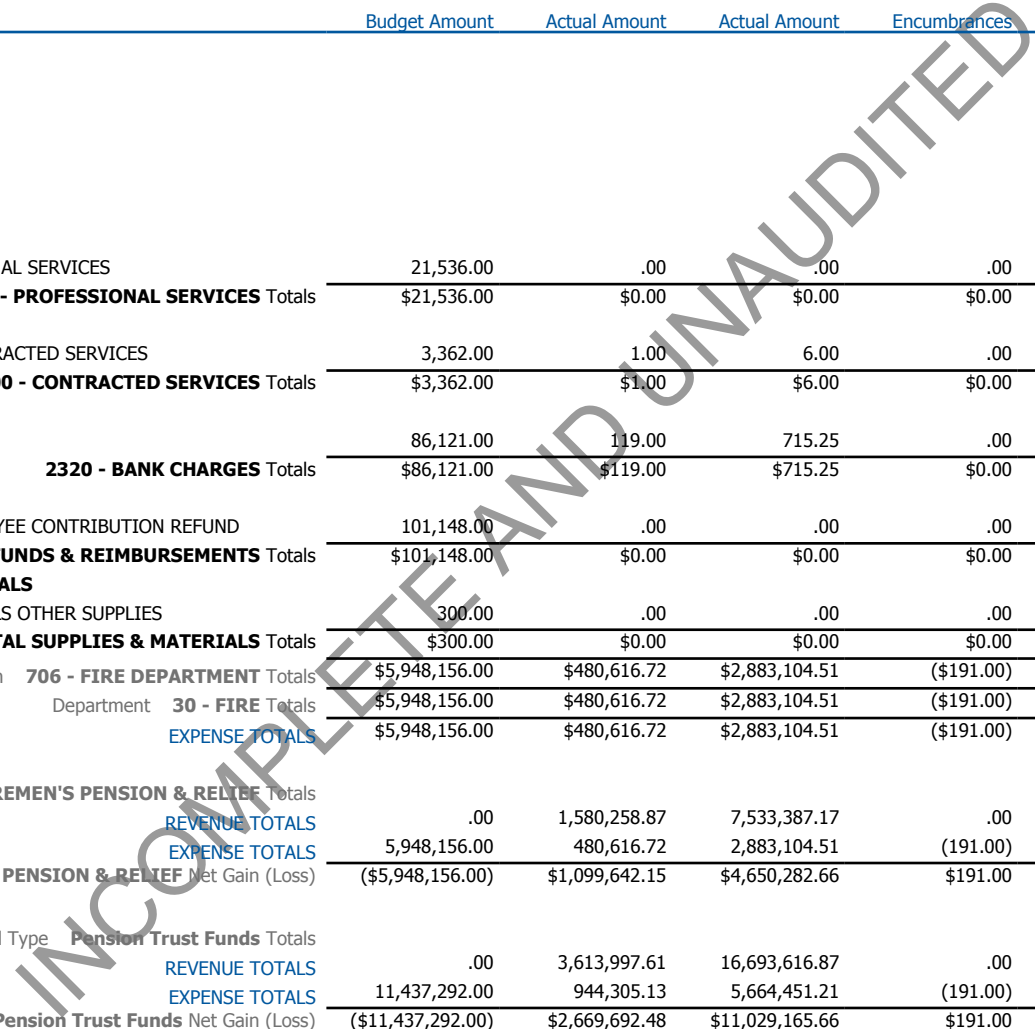 Budget Amount Actual Amount Actual Amount Encumbrances
AL SERVICES 21,536.00 .00 .00 .00
- PROFESSIONAL SERVICES Totals $21,536.00 $0.00 $0.00 $0.00
RACTED SERVICES 3,362.00 1.00 6.00 .00
00 - CONTRACTED SERVICES Totals $3,362.00 $1.00 $6.00 $0.00
86,121.00 119.00 715.25 .00
2320 - BANK CHARGES Totals $86,121.00 $119.00 $715.25 $0.00
YEE CONTRIBUTION REFUND 101,148.00 .00 .00 .00
UNDS & REIMBURSEMENTS Totals $101,148.00 $0.00 $0.00 $0.00
ALS
LS OTHER SUPPLIES 300.00 .00 .00 .00
TAL SUPPLIES & MATERIALS Totals $300.00 $0.00 $0.00 $0.00
n 706 - FIRE DEPARTMENT Totals $5,948,156.00 $480,616.72 $2,883,104.51 ($191.00)
Department 30 - FIRE Totals $5,948,156.00 $480,616.72 $2,883,104.51 ($191.00)
EXPENSE TOTALS $5,948,156.00 $480,616.72 $2,883,104.51 ($191.00)
REMEN'S PENSION & RELIEF Totals
REVENUE TOTALS .00 1,580,258.87 7,533,387.17 .00
EXPENSE TOTALS 5,948,156.00 480,616.72 2,883,104.51 (191.00)
PENSION & RELIEF Net Gain (Loss) ($5,948,156.00) $1,099,642.15 $4,650,282.66 $191.00
d Type Pension Trust Funds Totals
REVENUE TOTALS .00 3,613,997.61 16,693,616.87 .00
EXPENSE TOTALS 11,437,292.00 944,305.13 5,664,451.21 (191.00)
Pension Trust Funds Net Gain (Loss) ($11,437,292.00) $2,669,692.48 $11,029,165.66 $191.00
INCOMPLETE AND UNAUDITED